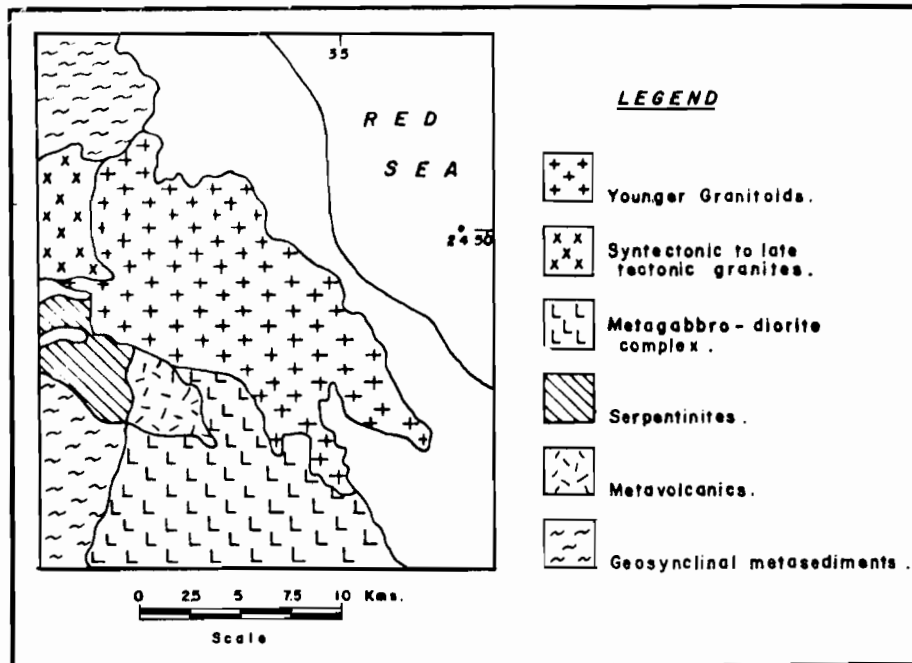 35
RED
SEA
24° 50
LEGEND
Younger Granitoids.
Syntectonic to late
tectonic granites.
Metagabbro-diorite
complex.
Serpentinites.
Metavolcanics.
Geosynclinal metasediments.
0 2.5 5 7.5 10 Kms.
Scale